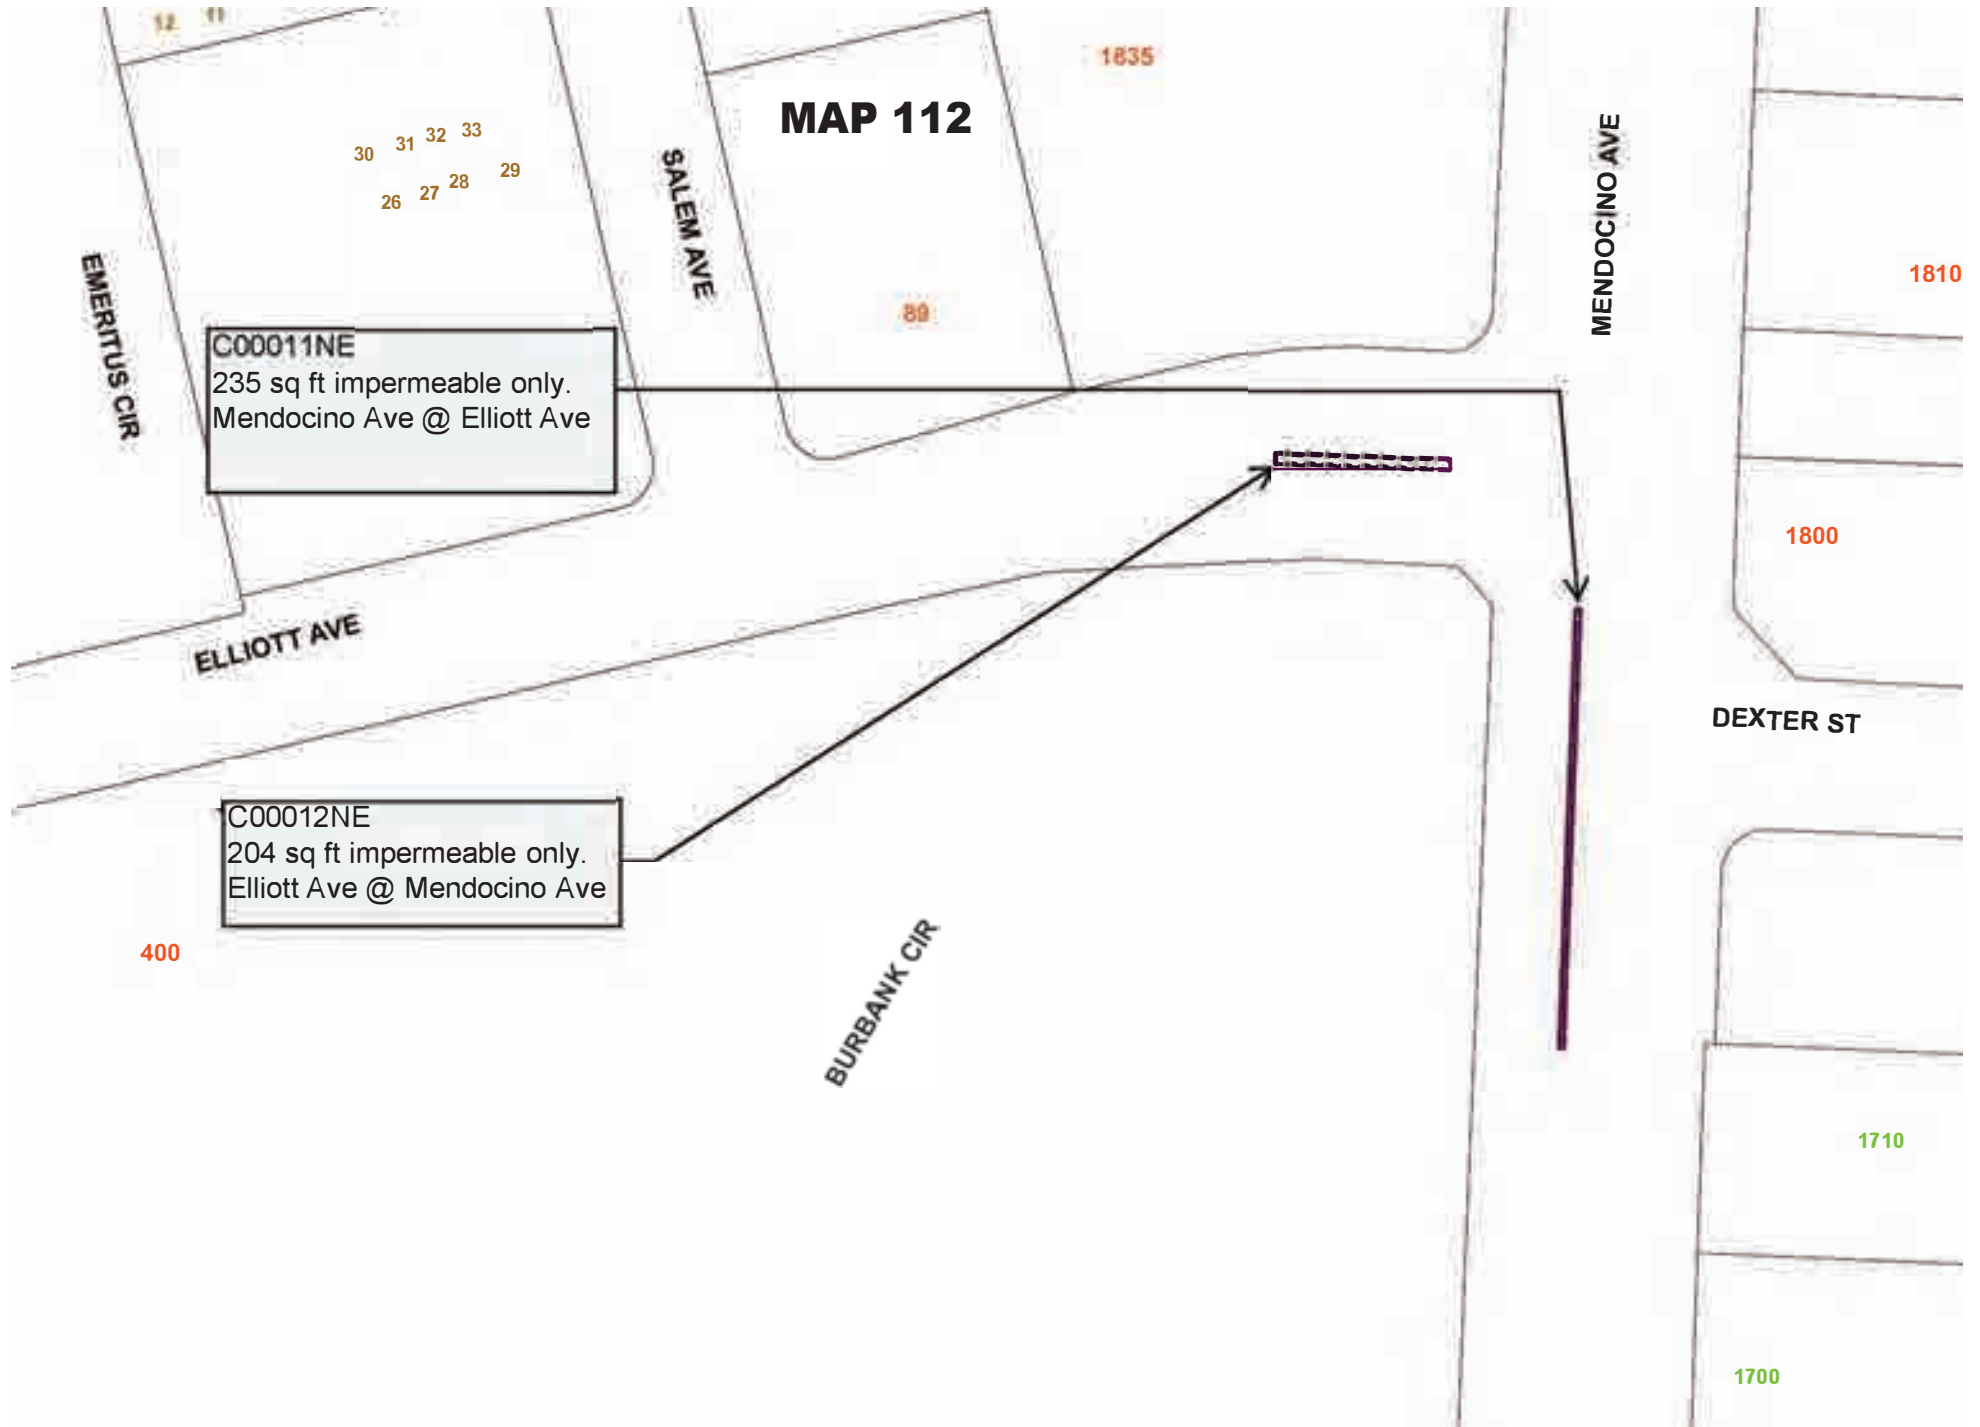 12 11
1835
MAP 112
30 31 32 33
26 27 28 29
SALEM AVE
MENDOCINO AVE
EMERITUS CIR
1810
89
C00011NE
235 sq ft impermeable only.
Mendocino Ave @ Elliott Ave
1800
ELLIOTT AVE
DEXTER ST
C00012NE
204 sq ft impermeable only.
Elliott Ave @ Mendocino Ave
400
BURBANK CIR
1710
1700